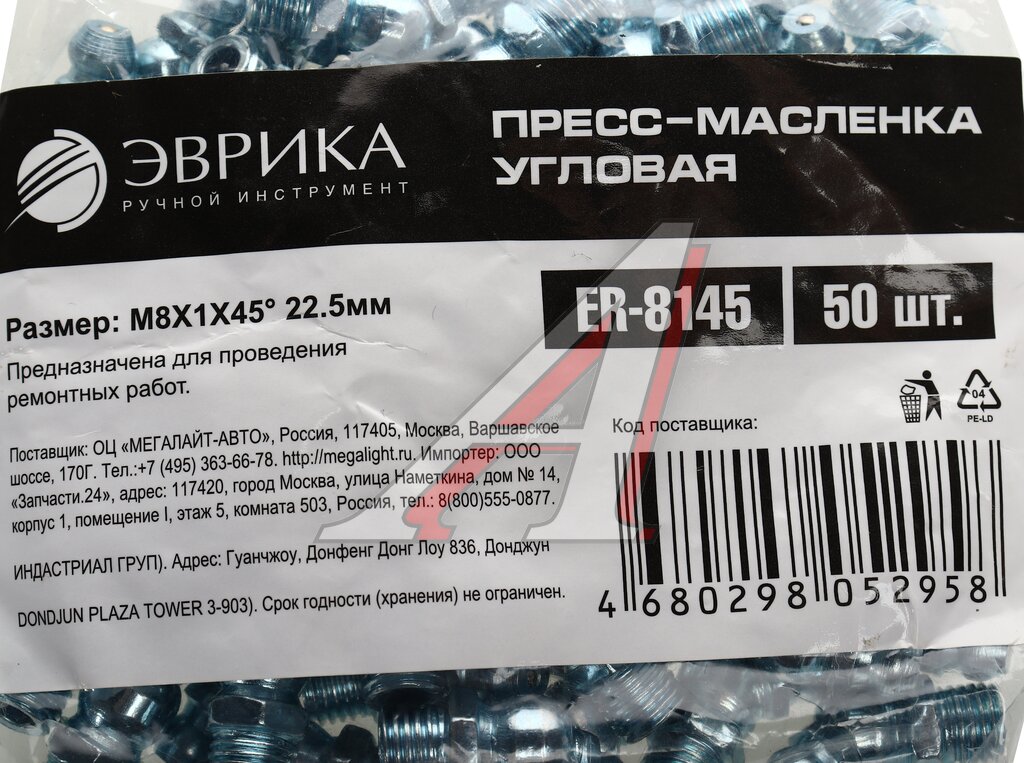 ЭВРИКА
РУЧНОЙ ИНСТРУМЕНТ
ПРЕСС-МАСЛЕНКА
УГЛОВАЯ
Размер: М8Х1Х45° 22.5мм
Предназначена для проведения
ремонтных работ.
ER-8145
50 шт.
04
PE-LD
Поставщик: ОЦ «МЕГАЛАЙТ-АВТО», Россия, 117405, Москва, Варшавское
шоссе, 170Г. Тел.:+7 (495) 363-66-78. http://megalight.ru. Импортер: ООО
«Запчасти.24», адрес: 117420, город Москва, улица Наметкина, дом № 14,
корпус 1, помещение I, этаж 5, комната 503, Россия, тел.: 8(800)555-0877.
ИНДАСТРИАЛ ГРУП). Адрес: Гуанчжоу, Донфенг Донг Лоу 836, Донджун
DONDJUN PLAZA TOWER 3-903). Срок годности (хранения) не ограничен.
Код поставщика:
4 680298 052958